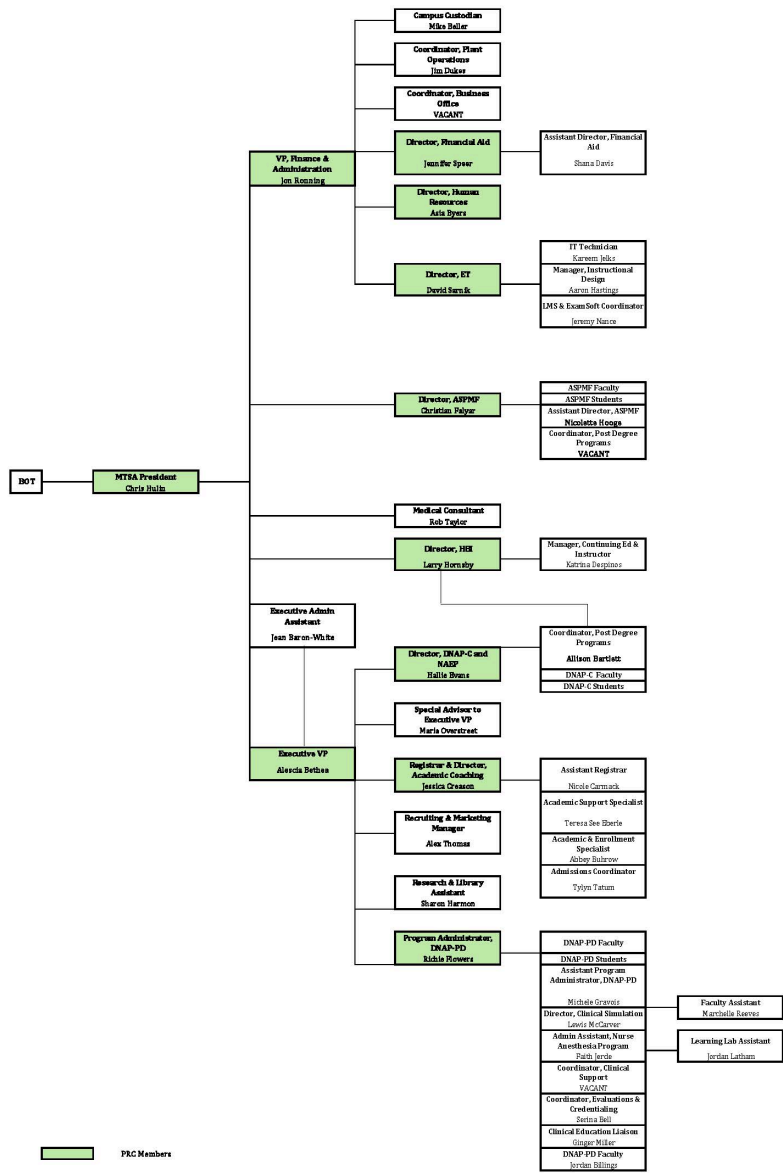 Campus Custodian
Mike Beller
Coordinator, Plant
Operations
Jim Dukes
Coordinator, Business
Office
VACANT
VP, Finance &
Administration
Jon Ronning
Director, Financial Aid
Jennifer Speer
Assistant Director, Financial
Aid
Shana Davis
Director, Human
Resources
Asta Byers
Director, ET
David Sarnik
IT Technician
Kareem Jelks
Manager, Instructional
Design
Aaron Hastings
LMS & ExamSoft Coordinator
Jeremy Nance
Director, ASPMF
Christian Falyar
ASPMF Faculty
ASPMF Students
Assistant Director, ASPMF
Nicolette Hooge
Coordinator, Post Degree
Programs
VACANT
BOT
MTSA President
Chris Hulin
Medical Consultant
Rob Taylor
Director, HBI
Larry Hornsby
Manager, Continuing Ed &
Instructor
Katrina Despinos
Executive Admin
Assistant
Jean Baron-White
Director, DNAP-C and
NAEP
Hallie Evans
Coordinator, Post Degree
Programs
Allison Bartlett
DNAP-C Faculty
DNAP-C Students
Special Advisor to
Executive VP
Maria Overstreet
Executive VP
Alescia Bethea
Registrar & Director,
Academic Coaching
Jessica Creason
Assistant Registrar
Nicole Carmack
Academic Support Specialist
Teresa See Eberle
Academic & Enrollment
Specialist
Abbey Buhrow
Admissions Coordinator
Tylyn Tatum
Recruiting & Marketing
Manager
Alex Thomas
Research & Library
Assistant
Sharon Harmon
Program Administrator,
DNAP-PD
Richie Flowers
DNAP-PD Faculty
DNAP-PD Students
Assistant Program
Administrator, DNAP-PD
Michele Gravois
Faculty Assistant
Marchelle Reeves
Director, Clinical Simulation
Lewis McCarver
Admin Assistant, Nurse
Anesthesia Program
Faith Jerde
Learning Lab Assistant
Jordan Latham
Coordinator, Clinical
Support
VACANT
Coordinator, Evaluations &
Credentialing
Serina Bell
Clinical Education Liaison
Ginger Miller
DNAP-PD Faculty
Jordan Billings
PRC Members